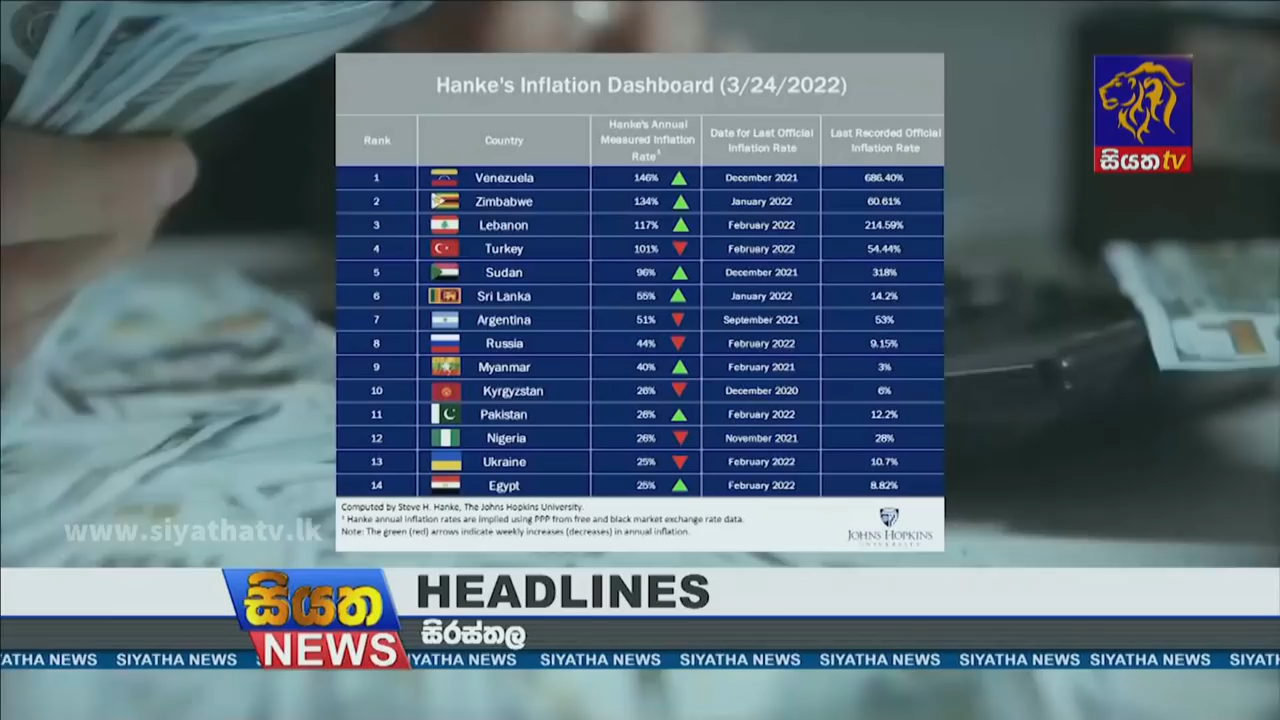 Hanke's Inflation Dashboard (3/24/2022)
Rank Country Hanke's Annual Measured Inflation Rate¹ Date for Last Official Inflation Rate Last Recorded Official Inflation Rate
1 Venezuela 146% December 2021 686.40%
2 Zimbabwe 134% January 2022 60.61%
3 Lebanon 117% February 2022 214.59%
4 Turkey 101% February 2022 54.44%
5 Sudan 96% December 2021 318%
6 Sri Lanka 55% January 2022 14.2%
7 Argentina 51% September 2021 53%
8 Russia 44% February 2022 9.15%
9 Myanmar 40% February 2021 3%
10 Kyrgyzstan 26% December 2020 6%
11 Pakistan 26% February 2022 12.2%
12 Nigeria 26% November 2021 28%
13 Ukraine 25% February 2022 10.7%
14 Egypt 25% February 2022 8.82%
Computed by Steve H. Hanke, The Johns Hopkins University.
¹ Hanke annual inflation rates are implied using PPP from free and black market exchange rate data.
Note: The green (red) arrows indicate weekly increases (decreases) in annual inflation.
JOHNS HOPKINS
UNIVERSITY
සියත tv
www.siyathatv.lk
සියත
NEWS
HEADLINES
සිරස්තල
YATHA NEWS SIYATHA NEWS S YATHA NEWS SIYATHA NEWS SIYATHA NEWS SIYATHA NEWS SIYATHA NEWS SIYATHA NEWS SIYAT